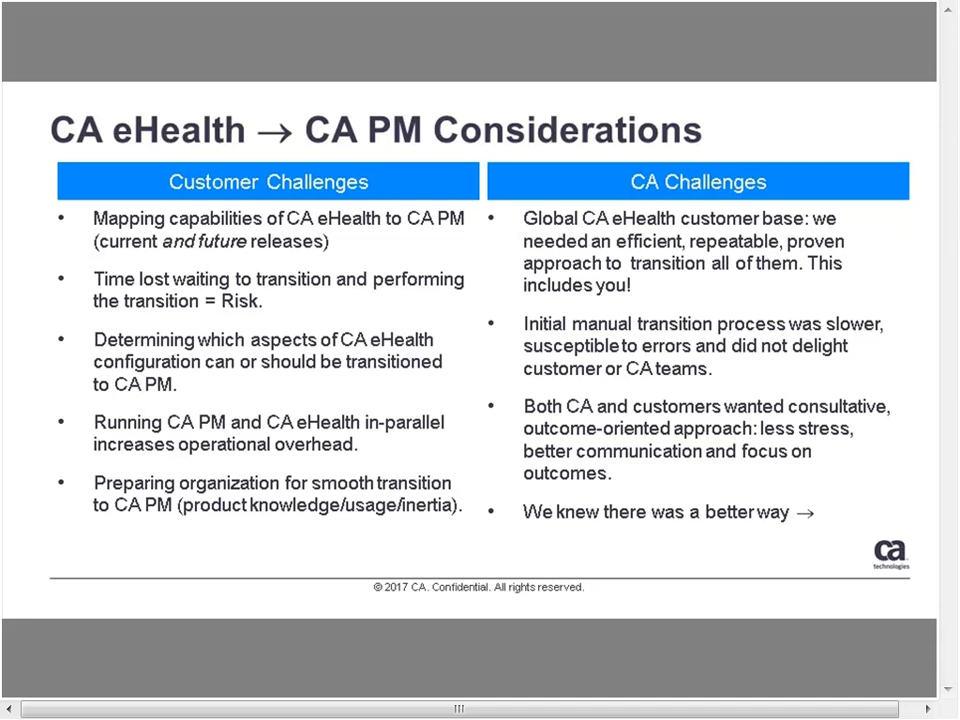 CA eHealth → CA PM Considerations
Customer Challenges
• Mapping capabilities of CA eHealth to CA PM
(current and future releases)
• Time lost waiting to transition and performing
the transition = Risk.
• Determining which aspects of CA eHealth
configuration can or should be transitioned
to CA PM.
• Running CA PM and CA eHealth in-parallel
increases operational overhead.
• Preparing organization for smooth transition
to CA PM (product knowledge/usage/inertia).
CA Challenges
• Global CA eHealth customer base: we
needed an efficient, repeatable, proven
approach to transition all of them. This
includes you!
• Initial manual transition process was slower,
susceptible to errors and did not delight
customer or CA teams.
• Both CA and customers wanted consultative,
outcome-oriented approach: less stress,
better communication and focus on
outcomes.
• We knew there was a better way →
ca
technologies
© 2017 CA. Confidential. All rights reserved.